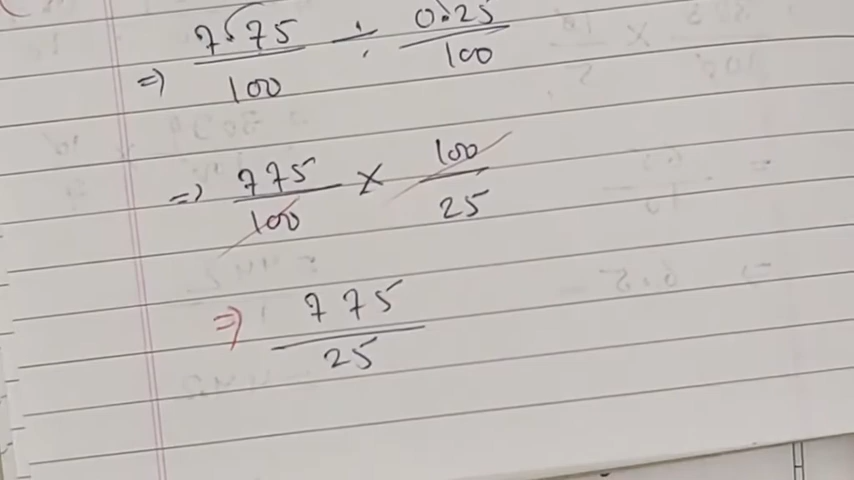 => 7.75/100 ÷ 0.25/100
=> 775/100 × 100/25
=> 775/25